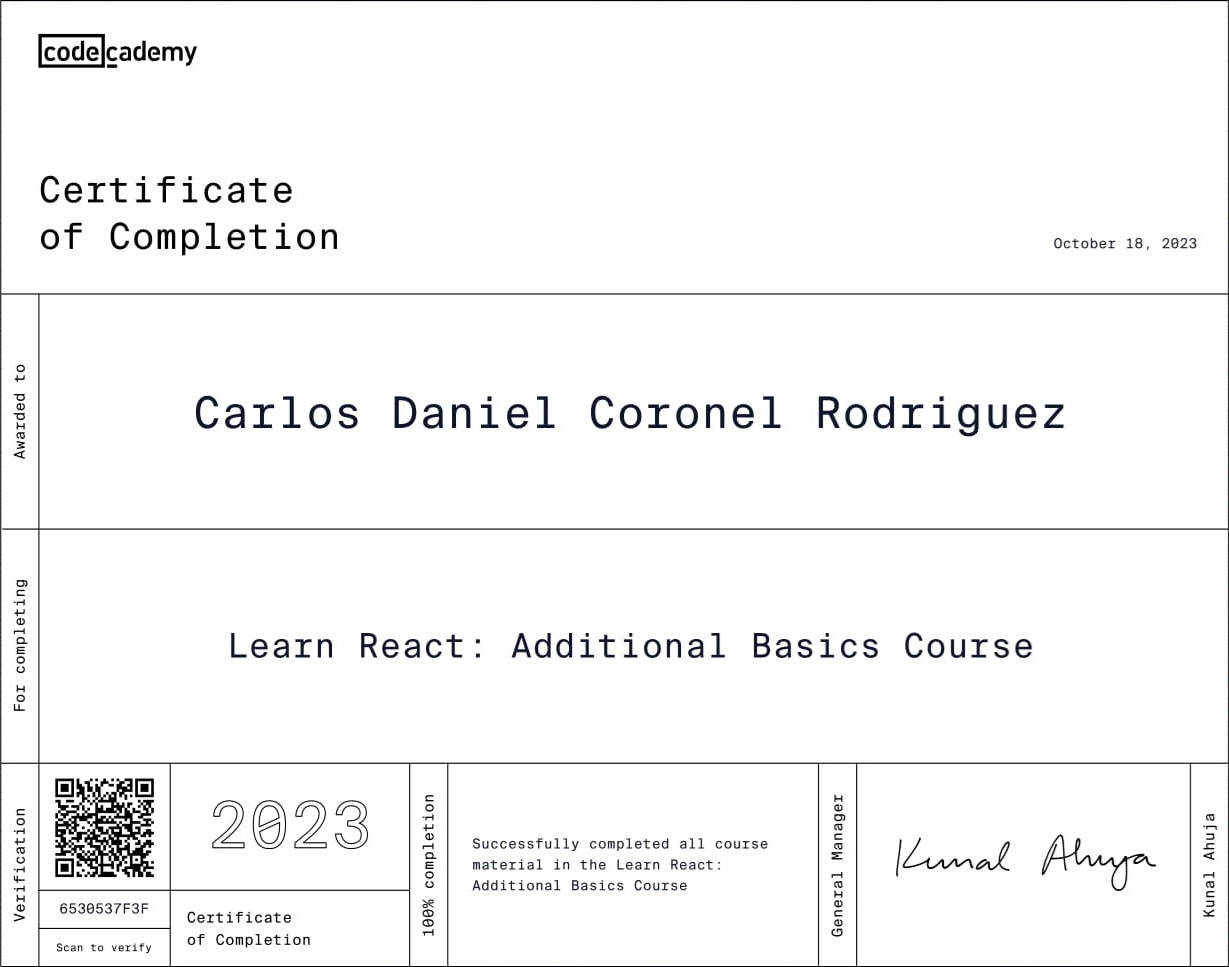 codecademy
Certificate
of Completion
October 18, 2023
Awarded to
Carlos Daniel Coronel Rodriguez
For completing
Learn React: Additional Basics Course
Verification
6530537F3F
Scan to verify
2023
Certificate
of Completion
100% completion
Successfully completed all course
material in the Learn React:
Additional Basics Course
General Manager
Kunal Ahuja
Kunal Ahuja